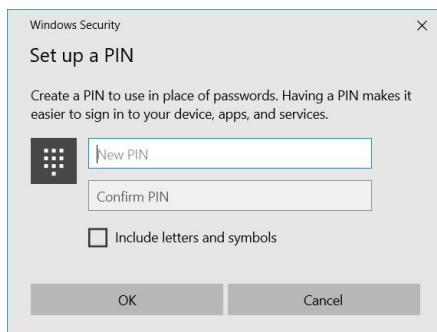 Windows Security
Set up a PIN
Create a PIN to use in place of passwords. Having a PIN makes it
easier to sign in to your device, apps, and services.
New PIN
Confirm PIN
Include letters and symbols
OK Cancel